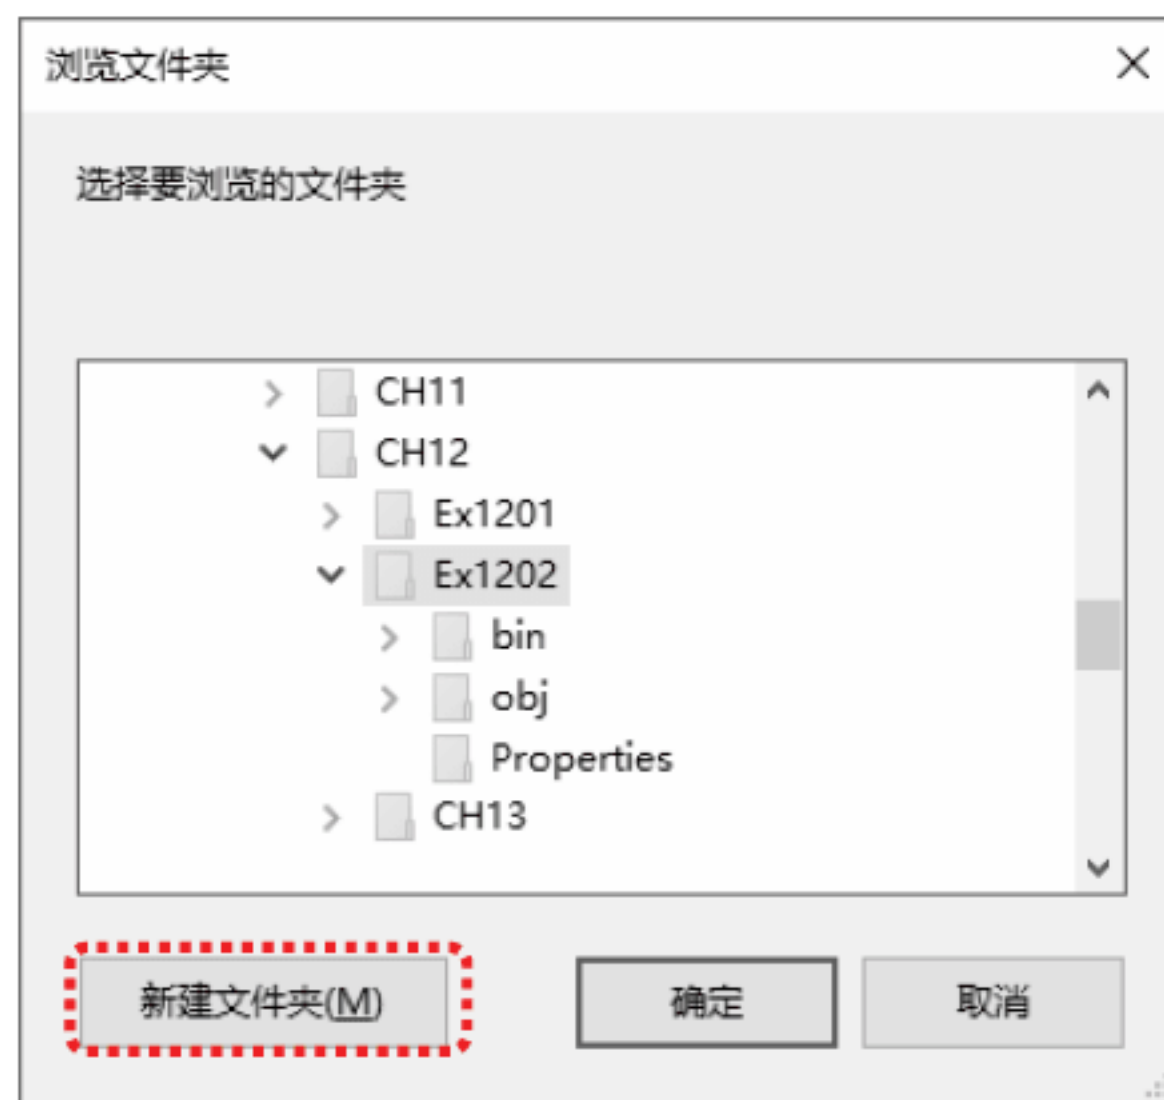 浏览文件夹
选择要浏览的文件夹
CH11
CH12
Ex1201
Ex1202
bin
obj
Properties
CH13
新建文件夹(M) 确定 取消